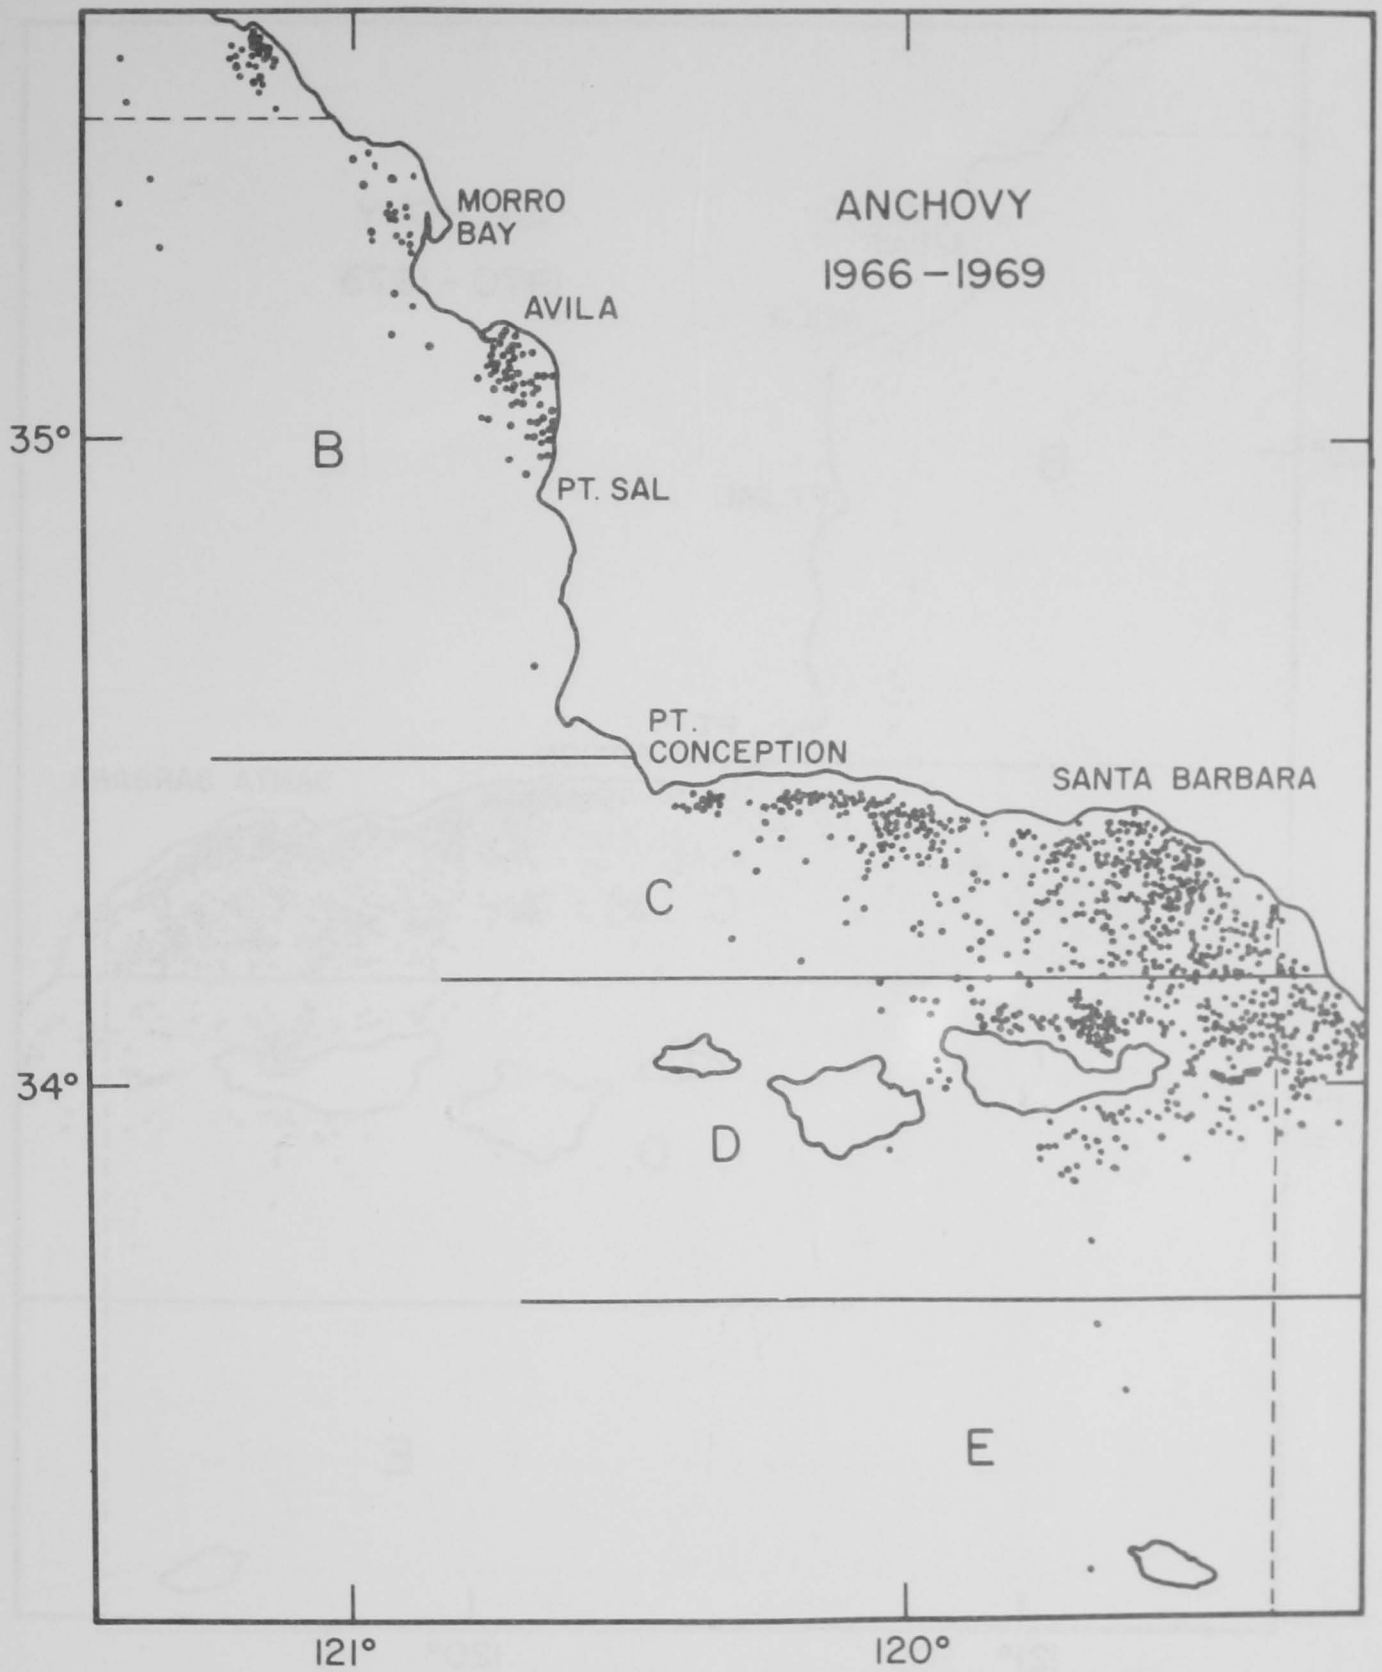 MORRO
BAY
ANCHOVY
1966–1969
AVILA
35°
B
PT. SAL
PT.
CONCEPTION
SANTA BARBARA
C
34°
D
E
121°
120°